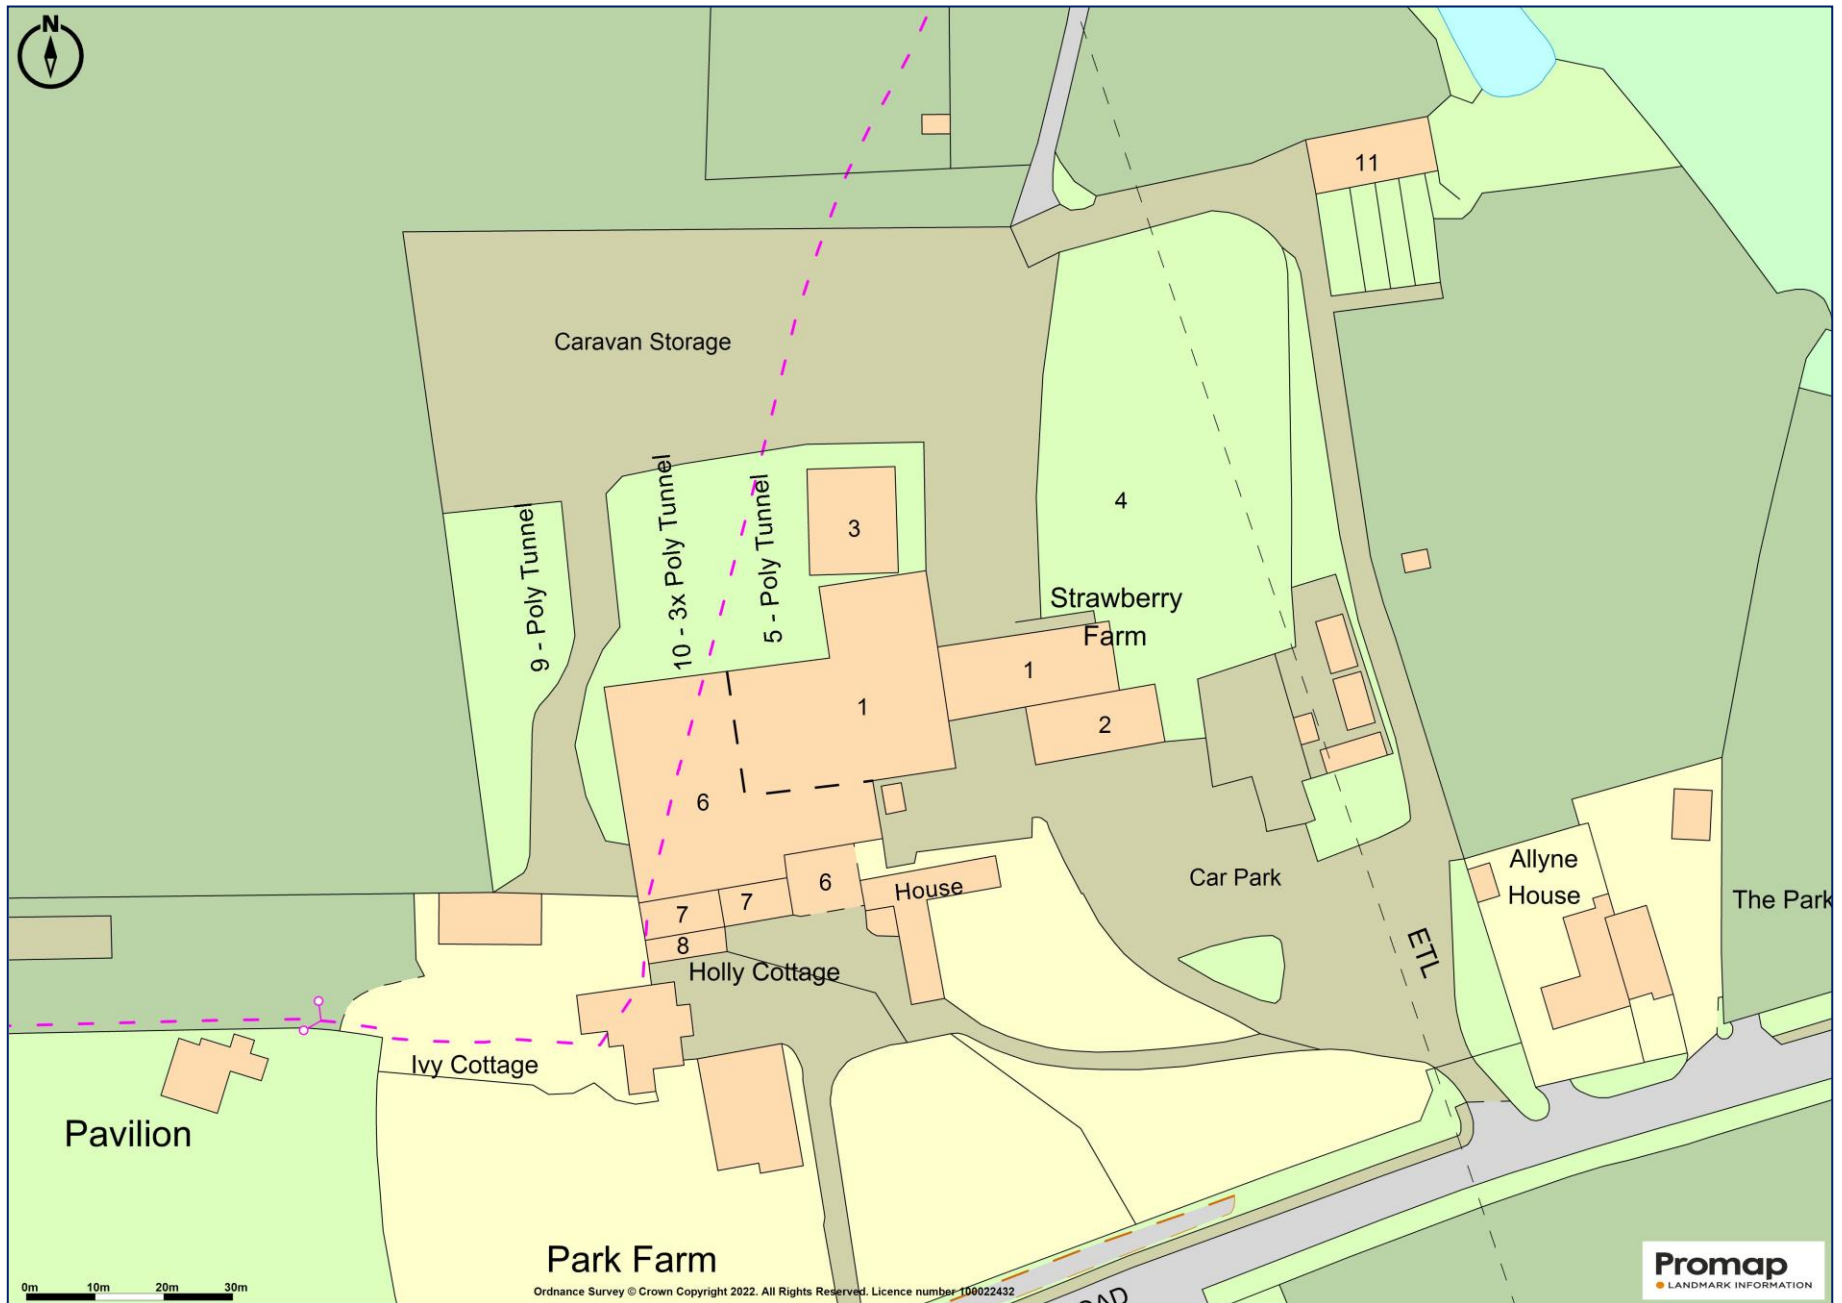 N
11
Caravan Storage
4
9 - Poly Tunnel
10 - 3x Poly Tunnel
5 - Poly Tunnel
3
Strawberry
Farm
1
1
2
6
6
7
7
8
House
Holly Cottage
Car Park
ETL
Allyne
House
The Park
Ivy Cottage
Pavilion
Park Farm
0m 10m 20m 30m
Ordnance Survey © Crown Copyright 2022. All Rights Reserved. Licence number 100022432
OAD
Promap
LANDMARK INFORMATION